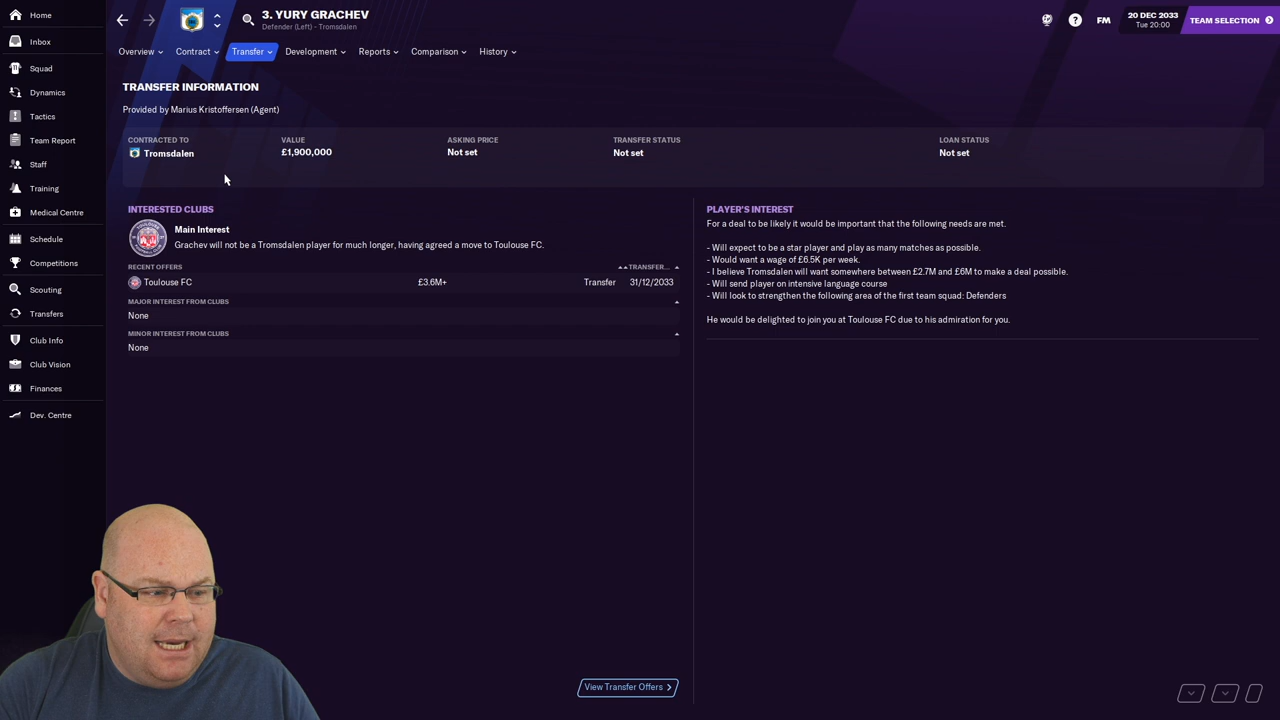 Home
Inbox
Squad
Dynamics
Tactics
Team Report
Staff
Training
Medical Centre
Schedule
Competitions
Scouting
Transfers
Club Info
Club Vision
Finances
Dev. Centre
3. YURY GRACHEV
Defender (Left) - Tromsdalen
?
FM
20 DEC 2033
Tue 20:00
TEAM SELECTION
Overview
Contract
Transfer
Development
Reports
Comparison
History
TRANSFER INFORMATION
Provided by Marius Kristoffersen (Agent)
CONTRACTED TO
Tromsdalen
VALUE
£1,900,000
ASKING PRICE
Not set
TRANSFER STATUS
Not set
LOAN STATUS
Not set
INTERESTED CLUBS
Main Interest
Grachev will not be a Tromsdalen player for much longer, having agreed a move to Toulouse FC.
RECENT OFFERS TRANSFER...
Toulouse FC £3.6M+ Transfer 31/12/2033
MAJOR INTEREST FROM CLUBS
None
MINOR INTEREST FROM CLUBS
None
View Transfer Offers
PLAYER'S INTEREST
For a deal to be likely it would be important that the following needs are met.
- Will expect to be a star player and play as many matches as possible.
- Would want a wage of £6.5K per week.
- I believe Tromsdalen will want somewhere between £2.7M and £6M to make a deal possible.
- Will send player on intensive language course
- Will look to strengthen the following area of the first team squad: Defenders
He would be delighted to join you at Toulouse FC due to his admiration for you.